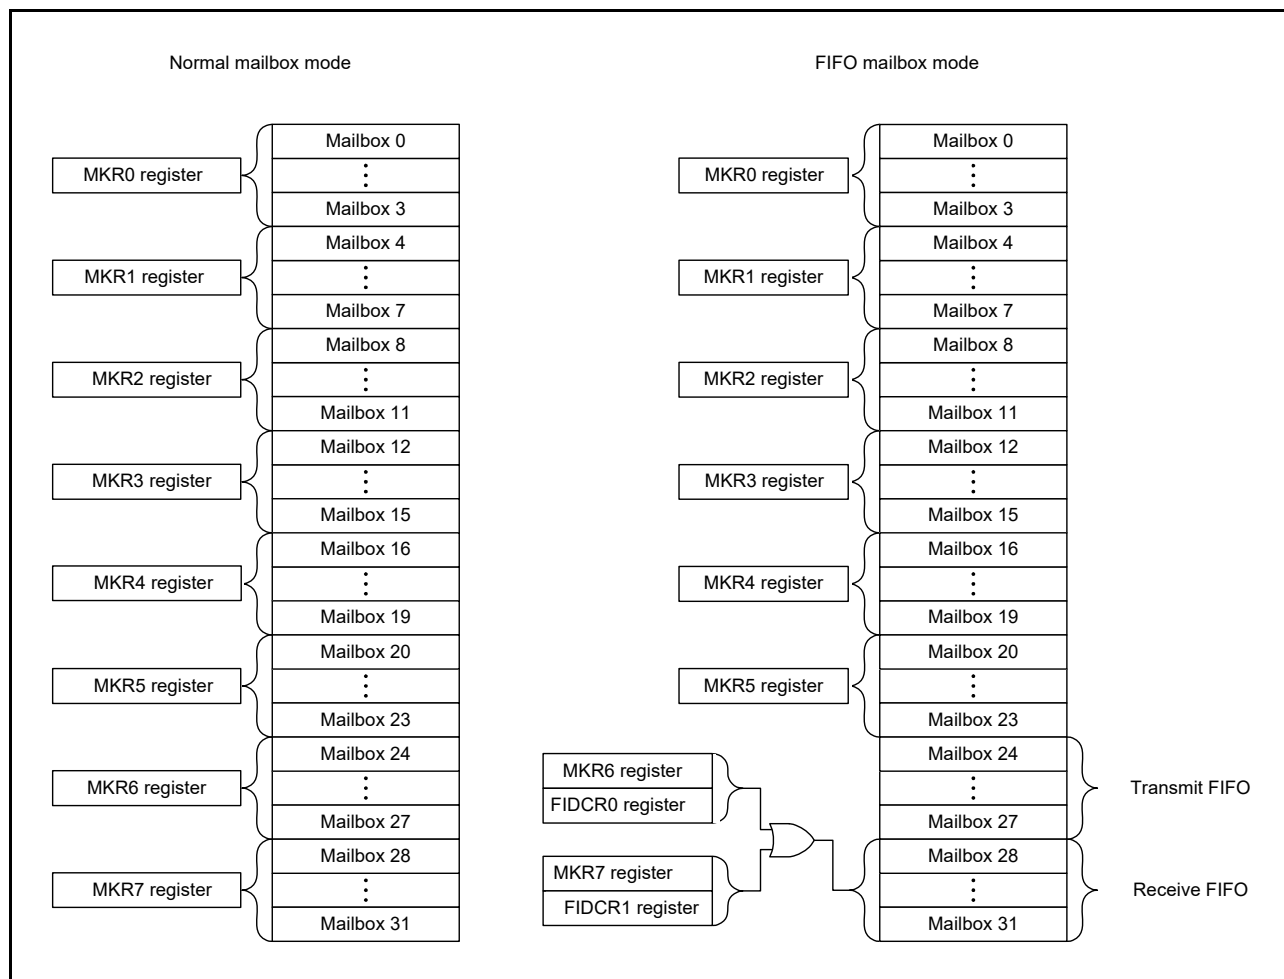 Normal mailbox mode
MKR0 register
Mailbox 0
Mailbox 3
MKR1 register
Mailbox 4
Mailbox 7
MKR2 register
Mailbox 8
Mailbox 11
MKR3 register
Mailbox 12
Mailbox 15
MKR4 register
Mailbox 16
Mailbox 19
MKR5 register
Mailbox 20
Mailbox 23
MKR6 register
Mailbox 24
Mailbox 27
MKR7 register
Mailbox 28
Mailbox 31
FIFO mailbox mode
MKR0 register
Mailbox 0
Mailbox 3
MKR1 register
Mailbox 4
Mailbox 7
MKR2 register
Mailbox 8
Mailbox 11
MKR3 register
Mailbox 12
Mailbox 15
MKR4 register
Mailbox 16
Mailbox 19
MKR5 register
Mailbox 20
Mailbox 23
MKR6 register
FIDCR0 register
Mailbox 24
Mailbox 27
Transmit FIFO
MKR7 register
FIDCR1 register
Mailbox 28
Mailbox 31
Receive FIFO